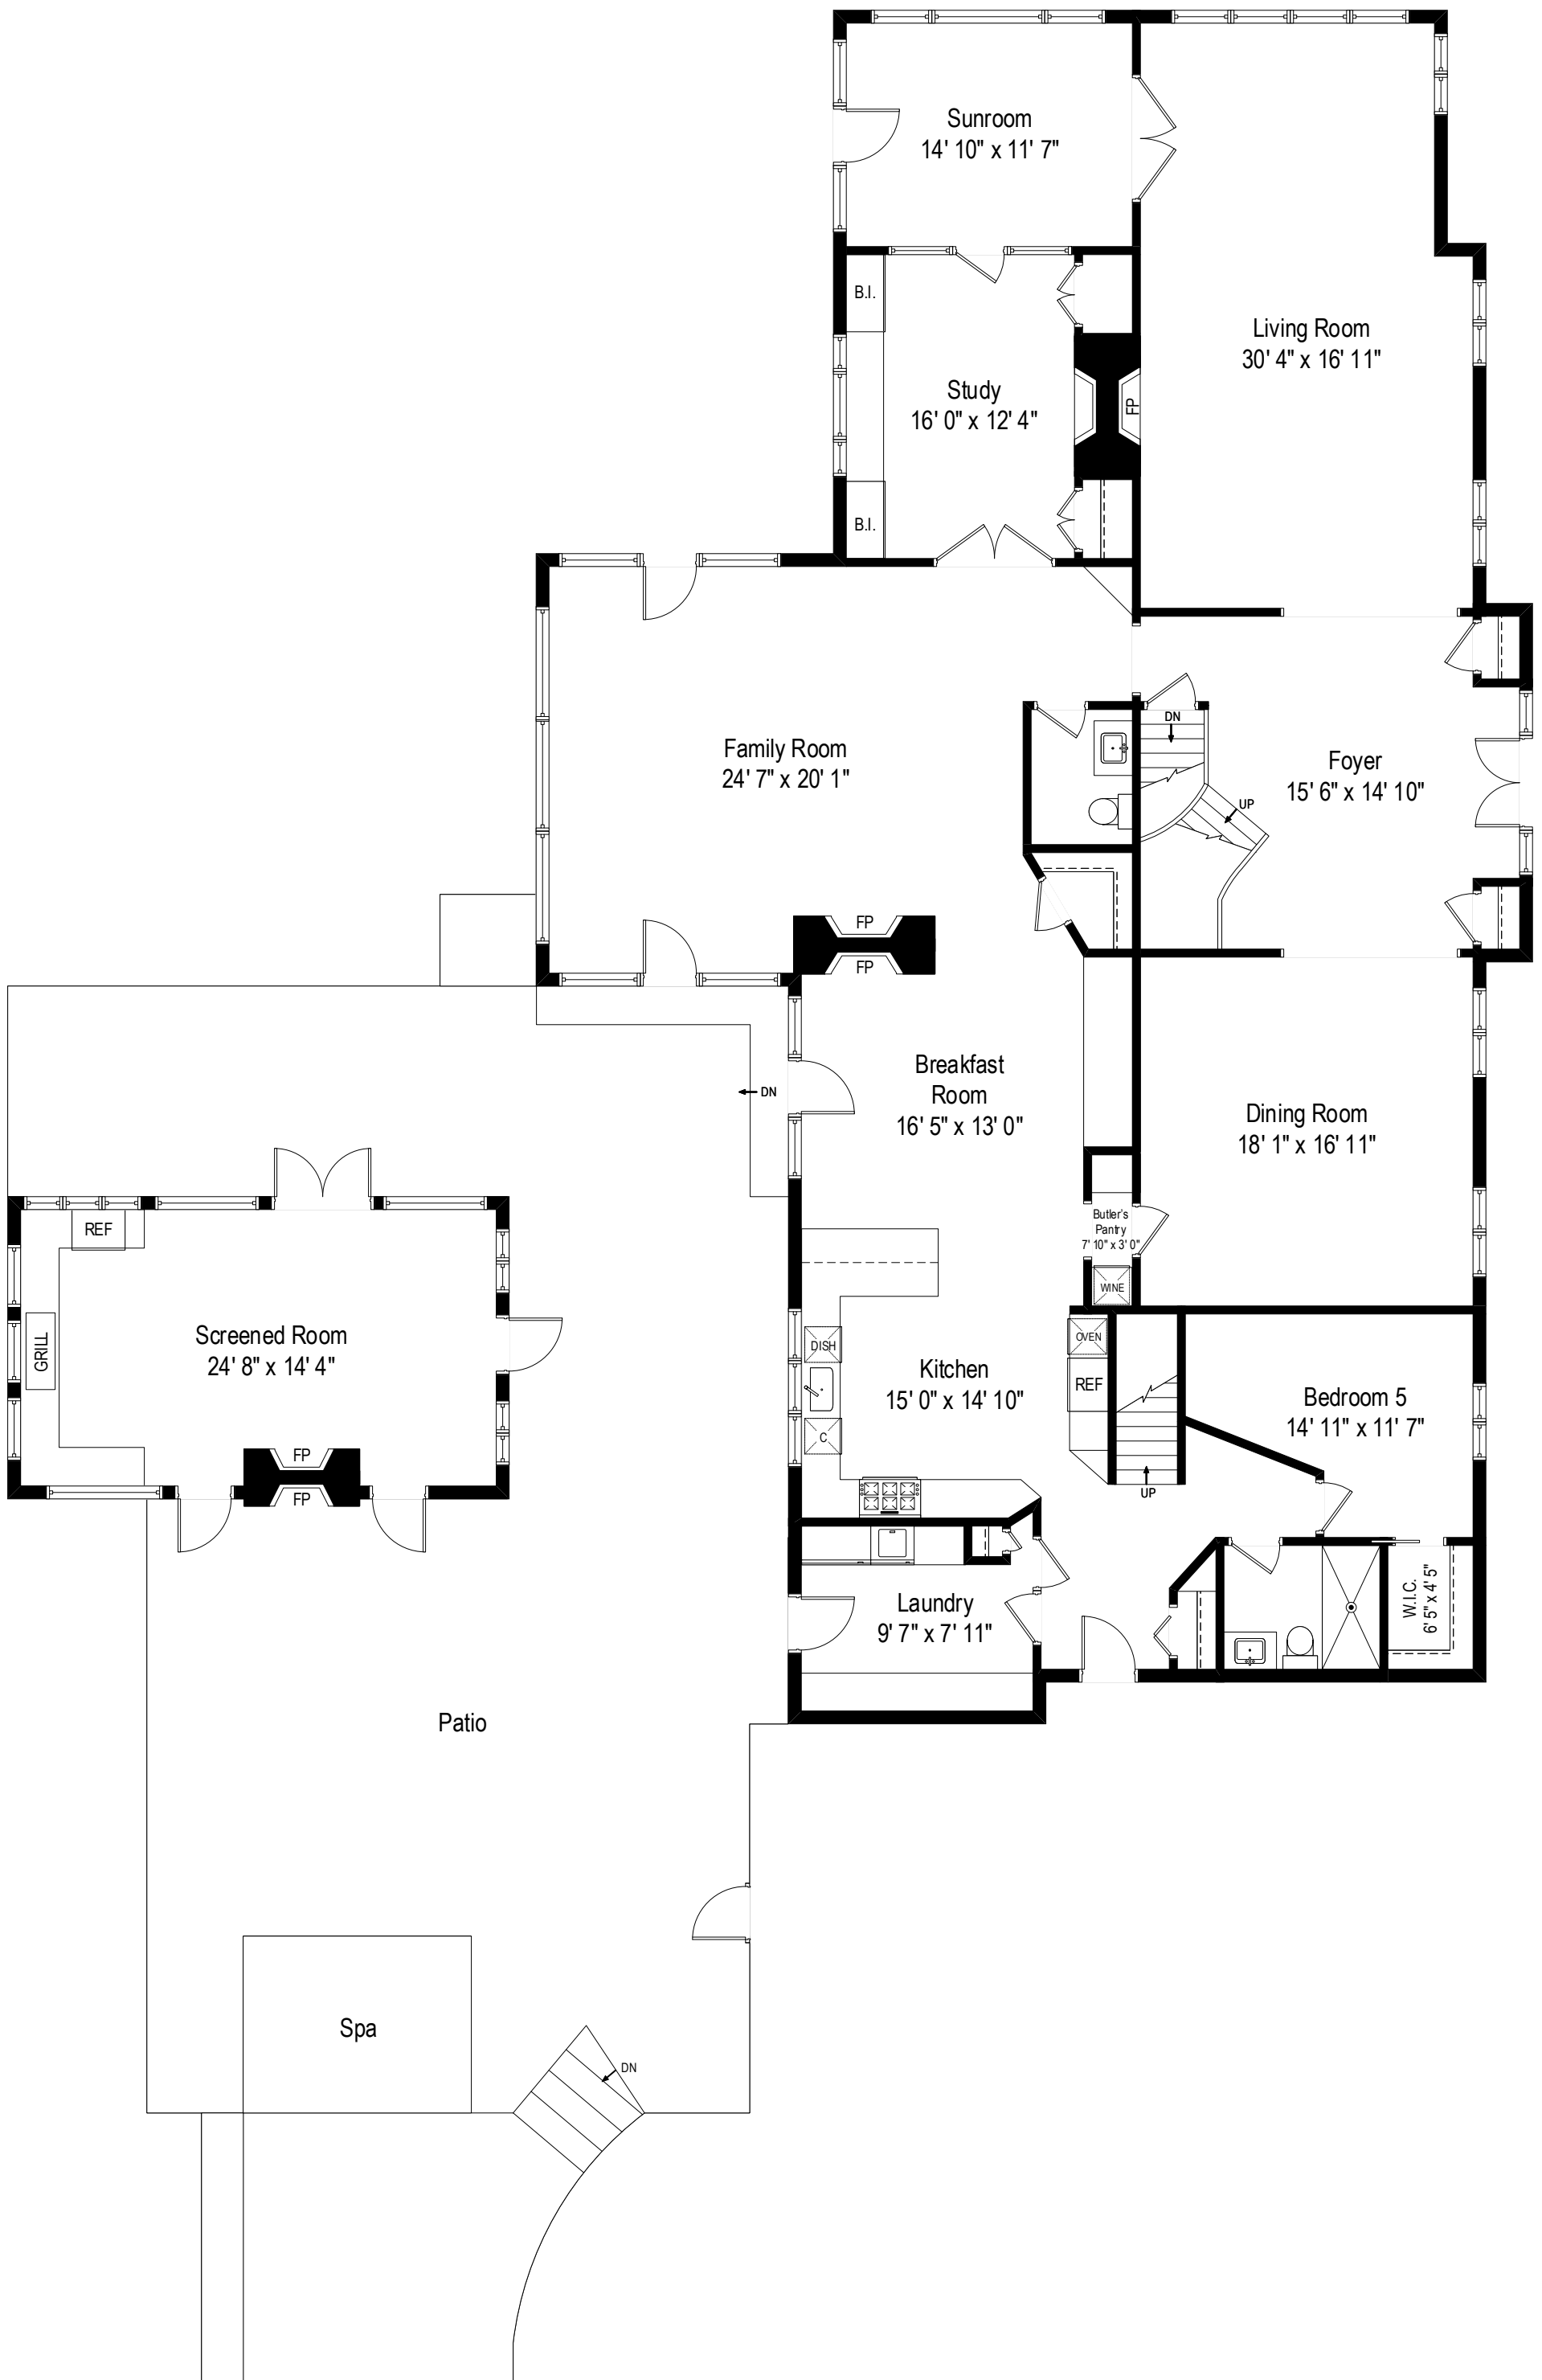 Sunroom
14' 10" x 11' 7"
B.I.
Living Room
30' 4" x 16' 11"
Study
16' 0" x 12' 4"
FP
B.I.
DN
Family Room
24' 7" x 20' 1"
Foyer
15' 6" x 14' 10"
UP
FP
FP
Breakfast
Room
16' 5" x 13' 0"
DN
Dining Room
18' 1" x 16' 11"
Butler's
Pantry
7' 10" x 3' 0"
WINE
REF
GRILL
Screened Room
24' 8" x 14' 4"
FP
FP
DISH
OVEN
REF
Kitchen
15' 0" x 14' 10"
C
Bedroom 5
14' 11" x 11' 7"
UP
Laundry
9' 7" x 7' 11"
W.I.C.
6' 5" x 4' 5"
Patio
Spa
DN